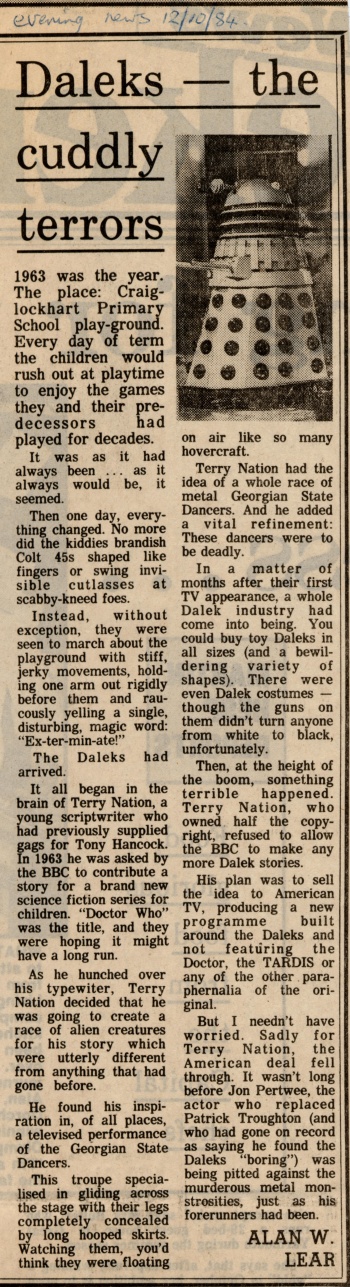 evening news 12/10/84.
Daleks — the
cuddly
terrors
1963 was the year.
The place: Craig-
lockhart Primary
School play-ground.
Every day of term
the children would
rush out at playtime
to enjoy the games
they and their pre-
decessors had
played for decades.
It was as it had
always been ... as it
always would be, it
seemed.
Then one day, every-
thing changed. No more
did the kiddies brandish
Colt 45s shaped like
fingers or swing invi-
sible cutlasses at
scabby-kneed foes.
Instead, without
exception, they were
seen to march about the
playground with stiff,
jerky movements, hold-
ing one arm out rigidly
before them and rau-
cously yelling a single,
disturbing, magic word:
"Ex-ter-min-ate!"
The Daleks had
arrived.
It all began in the
brain of Terry Nation, a
young scriptwriter who
had previously supplied
gags for Tony Hancock.
In 1963 he was asked by
the BBC to contribute a
story for a brand new
science fiction series for
children. "Doctor Who"
was the title, and they
were hoping it might
have a long run.
As he hunched over
his typewriter, Terry
Nation decided that he
was going to create a
race of alien creatures
for his story which
were utterly different
from anything that had
gone before.
He found his inspi-
ration in, of all places,
a televised performance
of the Georgian State
Dancers.
This troupe specia-
lised in gliding across
the stage with their legs
completely concealed
by long hooped skirts.
Watching them, you'd
think they were floating
on air like so many
hovercraft.
Terry Nation had the
idea of a whole race of
metal Georgian State
Dancers. And he added
a vital refinement:
These dancers were to
be deadly.
In a matter of
months after their first
TV appearance, a whole
Dalek industry had
come into being. You
could buy toy Daleks in
all sizes (and a bewil-
dering variety of
shapes). There were
even Dalek costumes —
though the guns on
them didn't turn anyone
from white to black,
unfortunately.
Then, at the height of
the boom, something
terrible happened.
Terry Nation, who
owned half the copy-
right, refused to allow
the BBC to make any
more Dalek stories.
His plan was to sell
the idea to American
TV, producing a new
programme built
around the Daleks and
not featuring the
Doctor, the TARDIS or
any of the other para-
phernalia of the ori-
ginal.
But I needn't have
worried. Sadly for
Terry Nation, the
American deal fell
through. It wasn't long
before Jon Pertwee, the
actor who replaced
Patrick Troughton (and
who had gone on record
as saying he found the
Daleks "boring") was
being pitted against the
murderous metal mon-
strosities, just as his
forerunners had been.
ALAN W.
LEAR